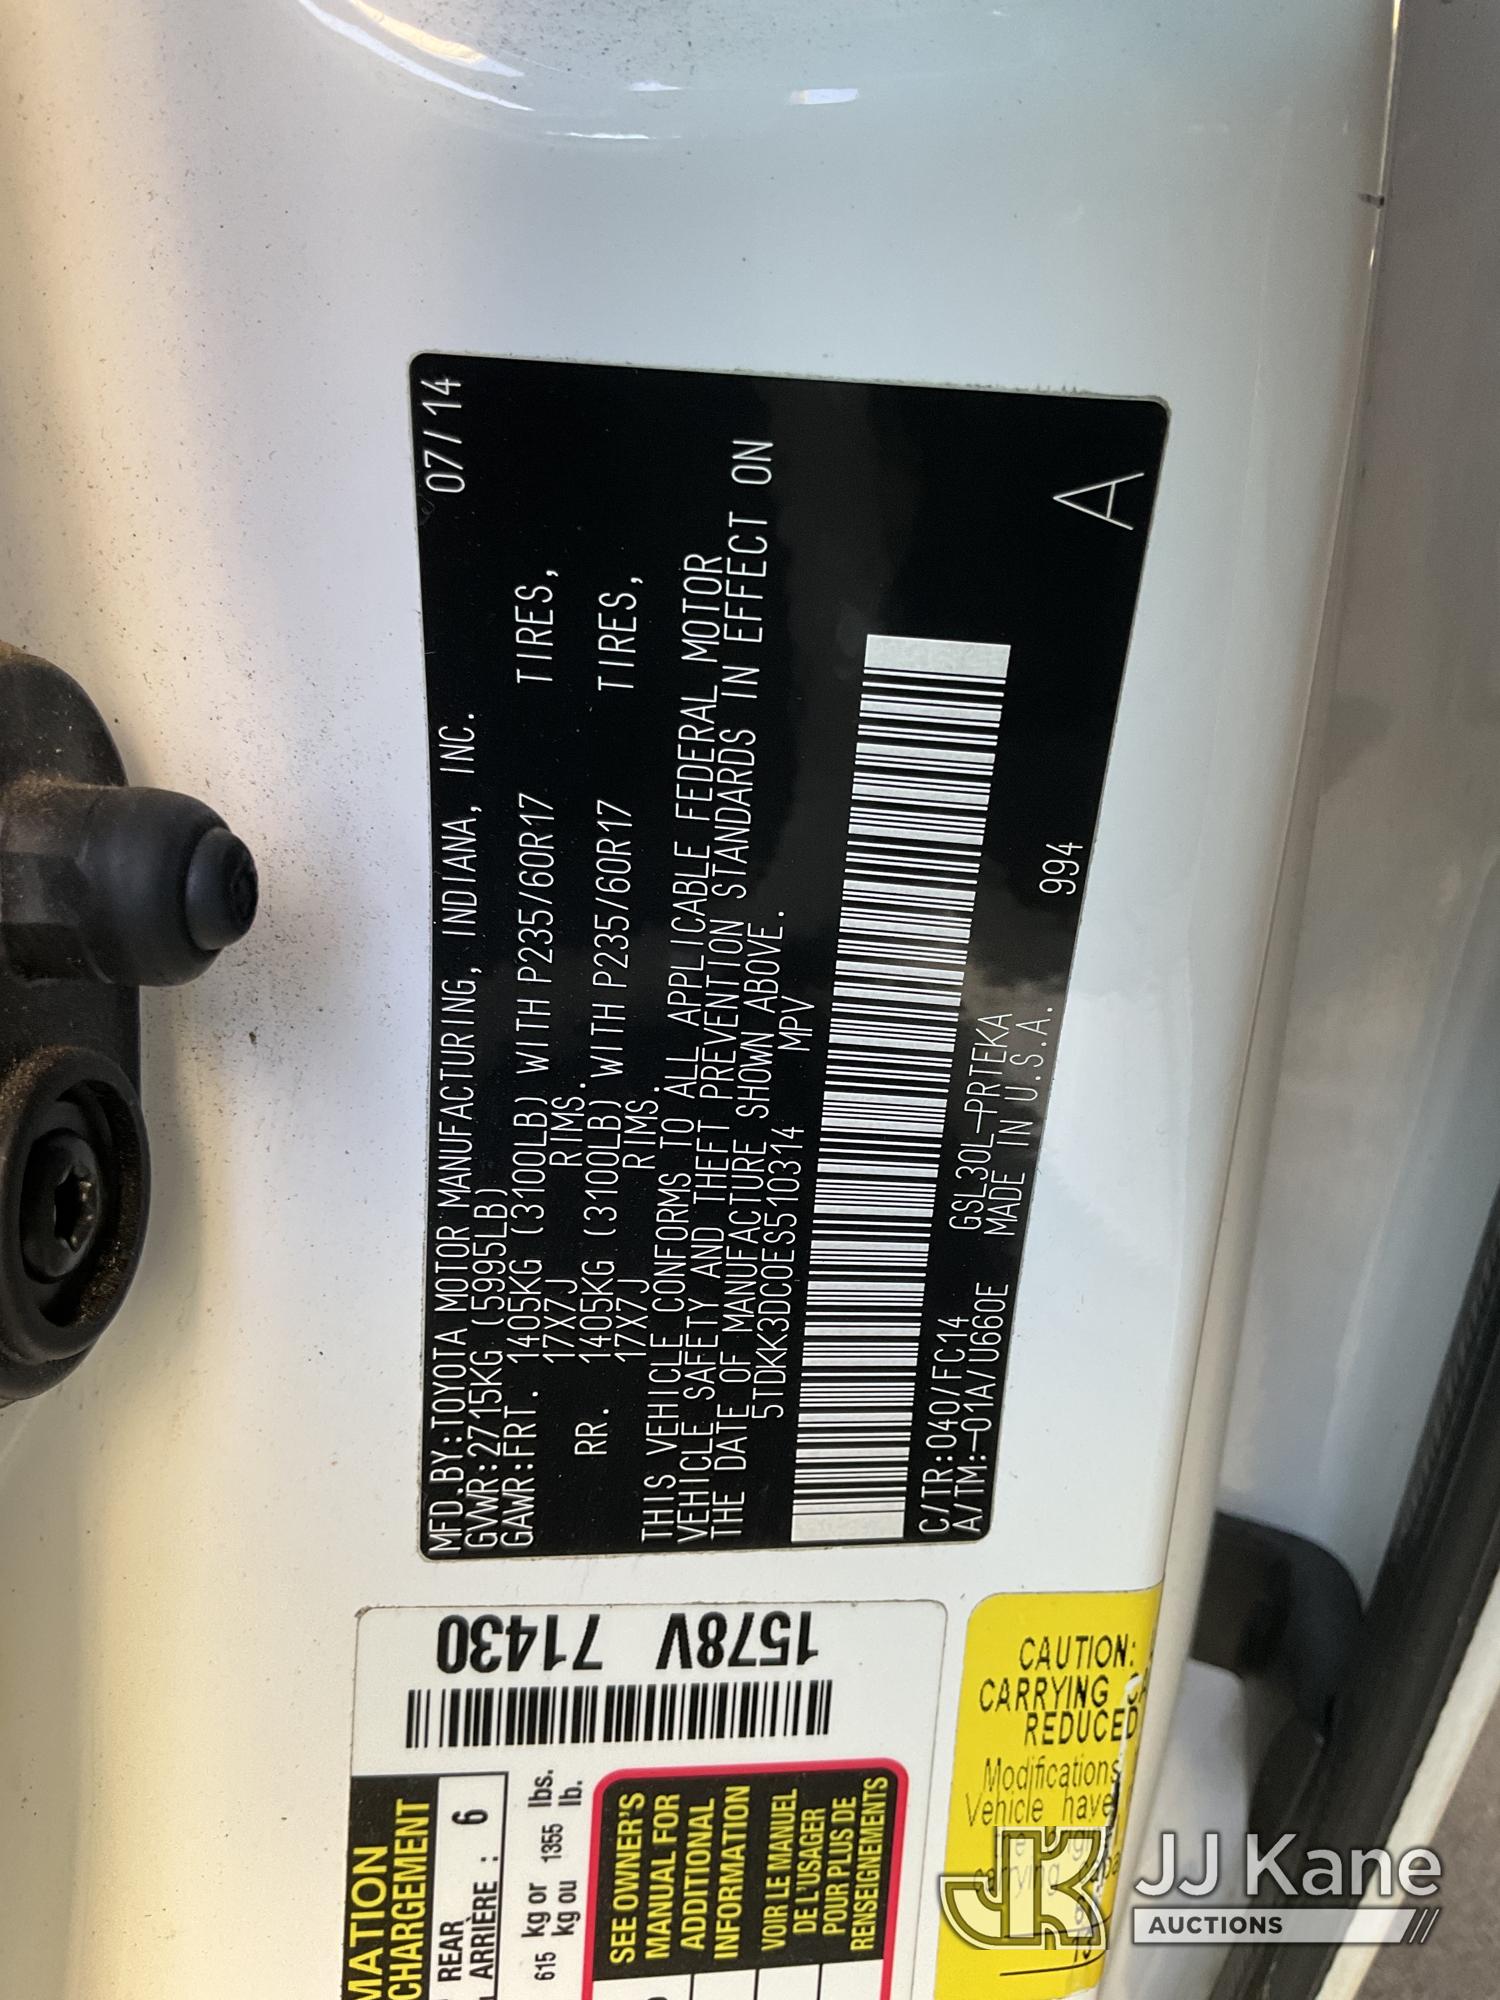 MFD.BY:TOYOTA MOTOR MANUFACTURING, INDIANA, INC. 07/14
GVWR:2715KG (5995LB)
GAWR:FRT. 1405KG (3100LB) WITH P235/60R17 TIRES,
17X7J RIMS.
RR. 1405KG (3100LB) WITH P235/60R17 TIRES,
17X7J RIMS.
THIS VEHICLE CONFORMS TO ALL APPLICABLE FEDERAL MOTOR
VEHICLE SAFETY AND THEFT PREVENTION STANDARDS IN EFFECT ON
THE DATE OF MANUFACTURE SHOWN ABOVE.
5TDKK3DC0ES510314 MPV
C/TR:040/FC14 GSL30L-PRTEKA 994
A/TM:-01A/U660E MADE IN U.S.A.
A
1578V 71430
MATION
CHARGEMENT
REAR
ARRIÈRE : 6
615 kg or 1355 lbs.
kg ou lb.
SEE OWNER'S
MANUAL FOR
ADDITIONAL
INFORMATION
VOIR LE MANUEL
DE L'USAGER
POUR PLUS DE
RENSEIGNEMENTS
CAUTION:
CARRYING
REDUCED
Modifications
Vehicle have
JK
JJ Kane
AUCTIONS